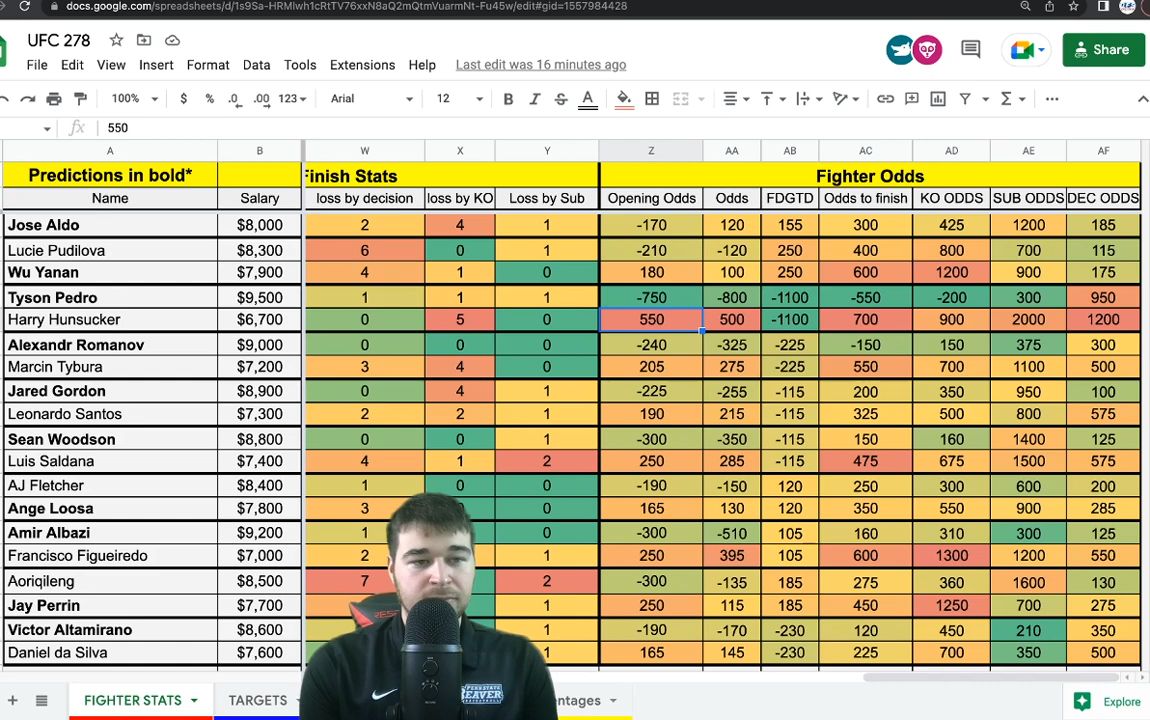 docs.google.com/spreadsheets/d/1s9Sa-HRMlwh1cRtTV76xxN8aQ2mQtmVuarmNt-Fu45w/edit#gid=1557984428
UFC 278
File Edit View Insert Format Data Tools Extensions Help Last edit was 16 minutes ago
Share
100% $ % .0 .00 123 Arial 12 B I S A
fx 550
A B W X Y Z AA AB AC AD AE AF
Predictions in bold* Finish Stats Fighter Odds
Name Salary loss by decision loss by KO Loss by Sub Opening Odds Odds FDGTD Odds to finish KO ODDS SUB ODDS DEC ODDS
Jose Aldo $8,000 2 4 1 -170 120 155 300 425 1200 185
Lucie Pudilova $8,300 6 0 1 -210 -120 250 400 800 700 115
Wu Yanan $7,900 4 1 0 180 100 250 600 1200 900 175
Tyson Pedro $9,500 1 1 1 -750 -800 -1100 -550 -200 300 950
Harry Hunsucker $6,700 0 5 0 550 500 -1100 700 900 2000 1200
Alexandr Romanov $9,000 0 0 0 -240 -325 -225 -150 150 375 300
Marcin Tybura $7,200 3 4 0 205 275 -225 550 700 1100 500
Jared Gordon $8,900 0 4 1 -225 -255 -115 200 350 950 100
Leonardo Santos $7,300 2 2 1 190 215 -115 325 500 800 575
Sean Woodson $8,800 0 0 1 -300 -350 -115 150 160 1400 125
Luis Saldana $7,400 4 1 2 250 285 -115 475 675 1500 575
AJ Fletcher $8,400 1 0 0 -190 -150 120 250 300 600 200
Ange Loosa $7,800 3 0 165 130 120 350 550 900 285
Amir Albazi $9,200 1 0 -300 -510 105 160 310 300 125
Francisco Figueiredo $7,000 2 1 250 395 105 600 1300 1200 550
Aoriqileng $8,500 7 2 -300 -135 185 275 360 1600 130
Jay Perrin $7,700 1 250 115 185 450 1250 700 275
Victor Altamirano $8,600 1 -190 -170 -230 120 450 210 350
Daniel da Silva $7,600 1 165 145 -230 225 700 350 500
PENN STATE
BEAVER
FIGHTER STATS TARGETS entages Explore